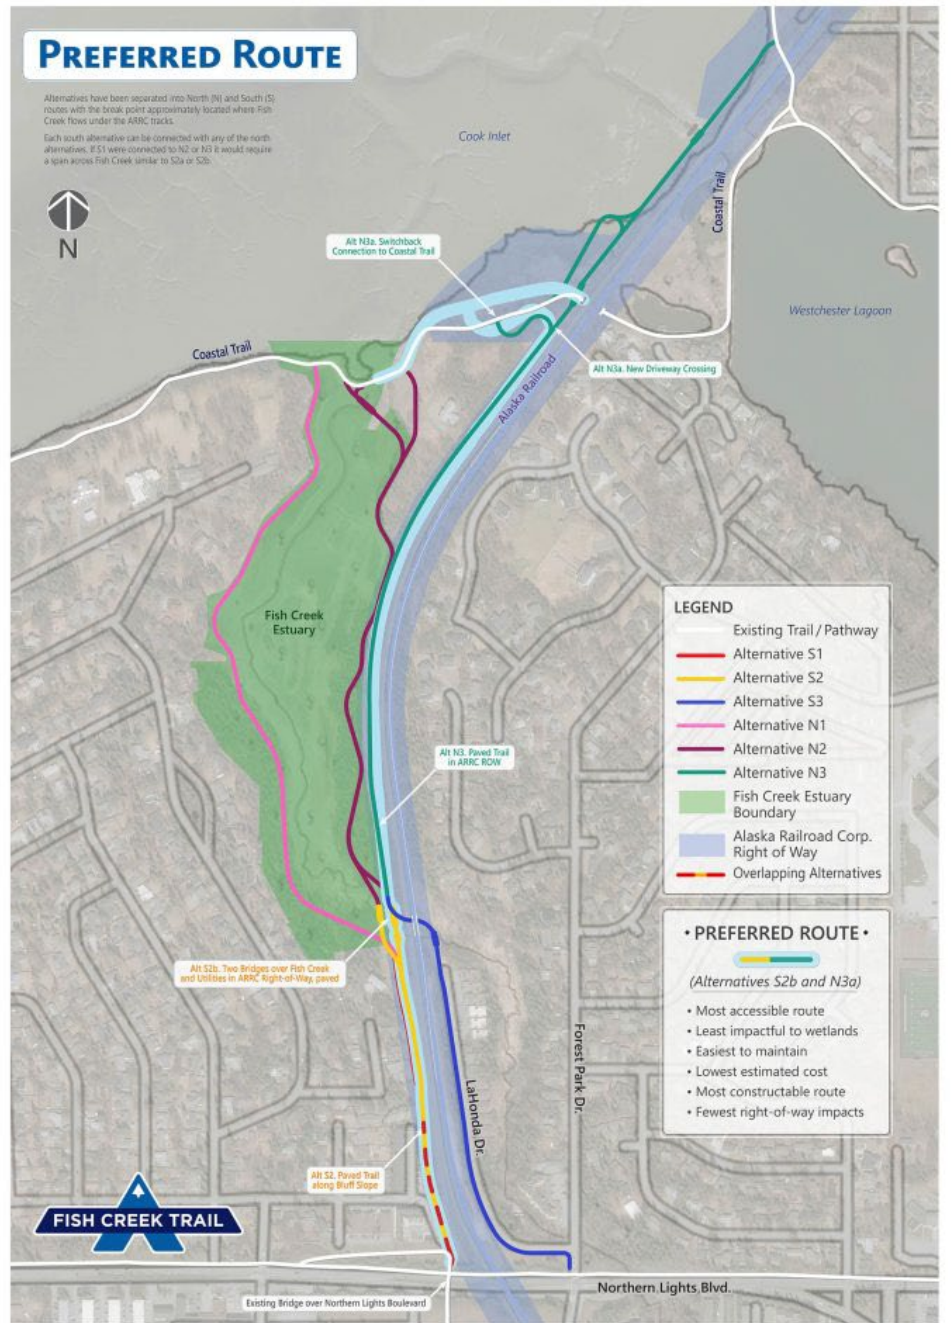 PREFERRED ROUTE
Alternatives have been separated into North (N) and South (S)
routes with the break point approximately located where Fish
Creek flows under the ARRC tracks.
Each south alternative can be connected with any of the north
alternatives. If S1 were connected to N2 or N3 it would require
a span across Fish Creek similar to S2a or S2b.
N
Cook Inlet
Coastal Trail
Alt N3a. Switchback
Connection to Coastal Trail
Westchester Lagoon
Coastal Trail
Alt N3a. New Driveway Crossing
Alaska Railroad
Fish Creek
Estuary
LEGEND
Existing Trail / Pathway
Alternative S1
Alternative S2
Alternative S3
Alternative N1
Alternative N2
Alternative N3
Fish Creek Estuary
Boundary
Alaska Railroad Corp.
Right of Way
Overlapping Alternatives
Alt N3. Paved Trail
in ARRC ROW
• PREFERRED ROUTE •
(Alternatives S2b and N3a)
• Most accessible route
• Least impactful to wetlands
• Easiest to maintain
• Lowest estimated cost
• Most constructable route
• Fewest right-of-way impacts
Alt S2b. Two Bridges over Fish Creek
and Utilities in ARRC Right-of-Way, paved
Forest Park Dr.
LaHonda Dr.
Alt S2. Paved Trail
along Bluff Slope
FISH CREEK TRAIL
Northern Lights Blvd.
Existing Bridge over Northern Lights Boulevard